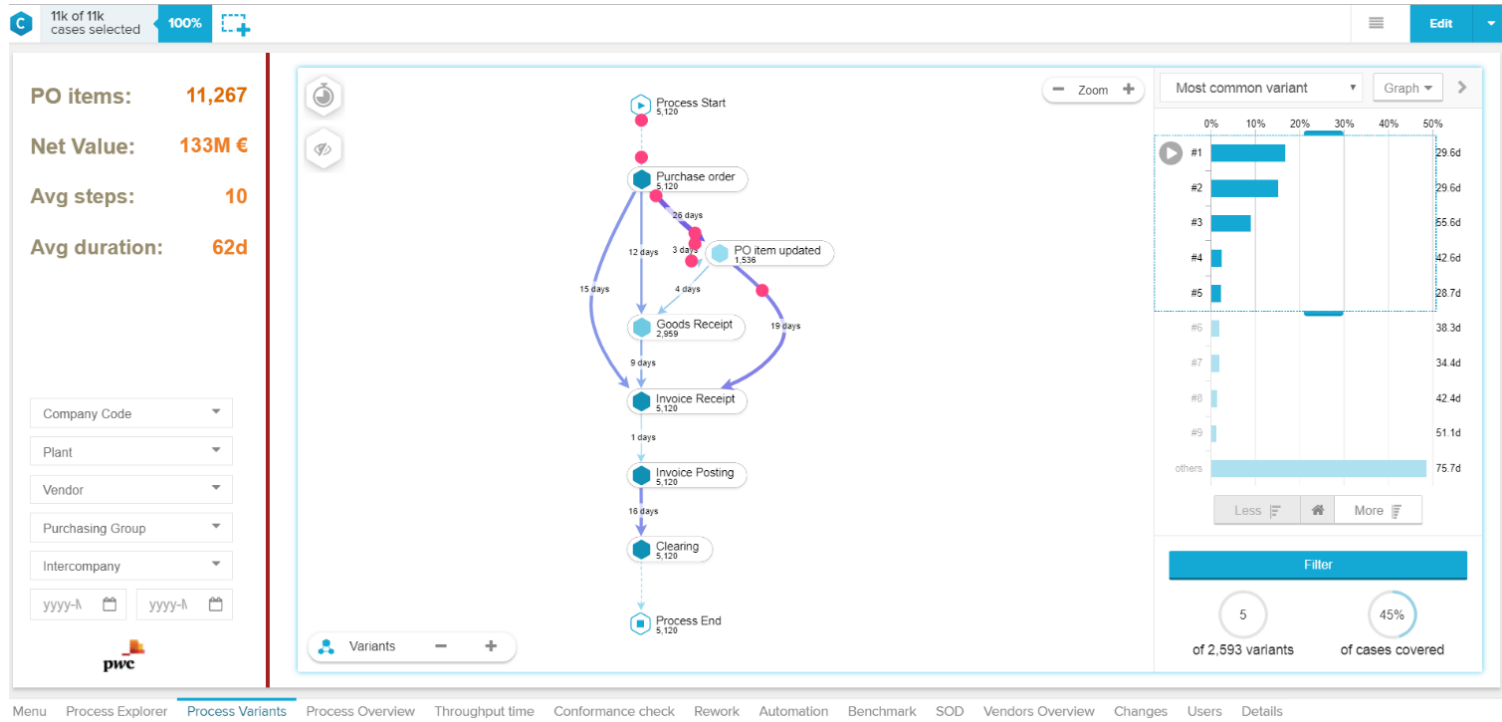 C
11k of 11k
cases selected
100%
Edit
PO items: 11,267
Net Value: 133M €
Avg steps: 10
Avg duration: 62d
Company Code
Plant
Vendor
Purchasing Group
Intercompany
yyyy-M yyyy-M
pwc
Zoom
Process Start
5,120
Purchase order
5,120
26 days
12 days
3 days
PO item updated
1,536
15 days
4 days
Goods Receipt
2,959
19 days
9 days
Invoice Receipt
5,120
1 days
Invoice Posting
5,120
16 days
Clearing
5,120
Process End
5,120
Variants
Most common variant
Graph
0% 10% 20% 30% 40% 50%
#1 29.6d
#2 29.6d
#3 55.6d
#4 42.6d
#5 28.7d
#6 38.3d
#7 34.4d
#8 42.4d
#9 51.1d
others 75.7d
Less More
Filter
5
of 2,593 variants
45%
of cases covered
Menu Process Explorer Process Variants Process Overview Throughput time Conformance check Rework Automation Benchmark SOD Vendors Overview Changes Users Details